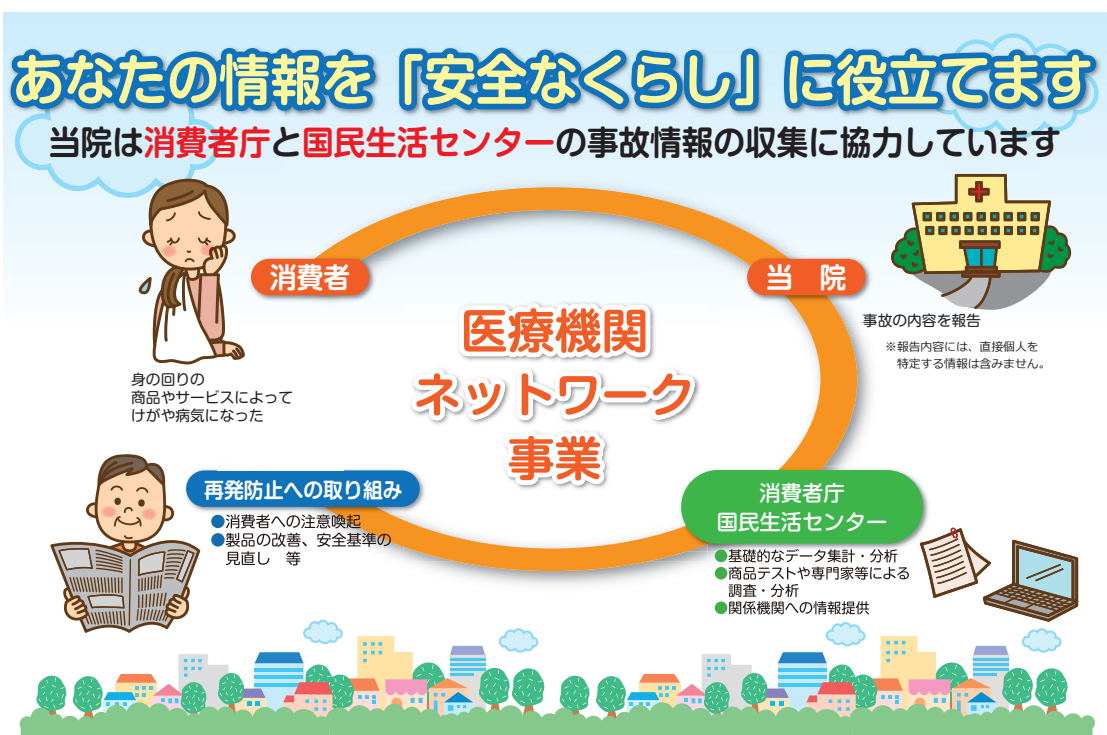 あなたの情報を「安全なくらし」に役立てます
当院は消費者庁と国民生活センターの事故情報の収集に協力しています
消費者
当　院
医療機関
ネットワーク
事業
身の回りの
商品やサービスによって
けがや病気になった
事故の内容を報告
※報告内容には、直接個人を
特定する情報は含みません。
再発防止への取り組み
●消費者への注意喚起
●製品の改善、安全基準の
見直し　等
消費者庁
国民生活センター
●基礎的なデータ集計・分析
●商品テストや専門家等による
調査・分析
●関係機関への情報提供